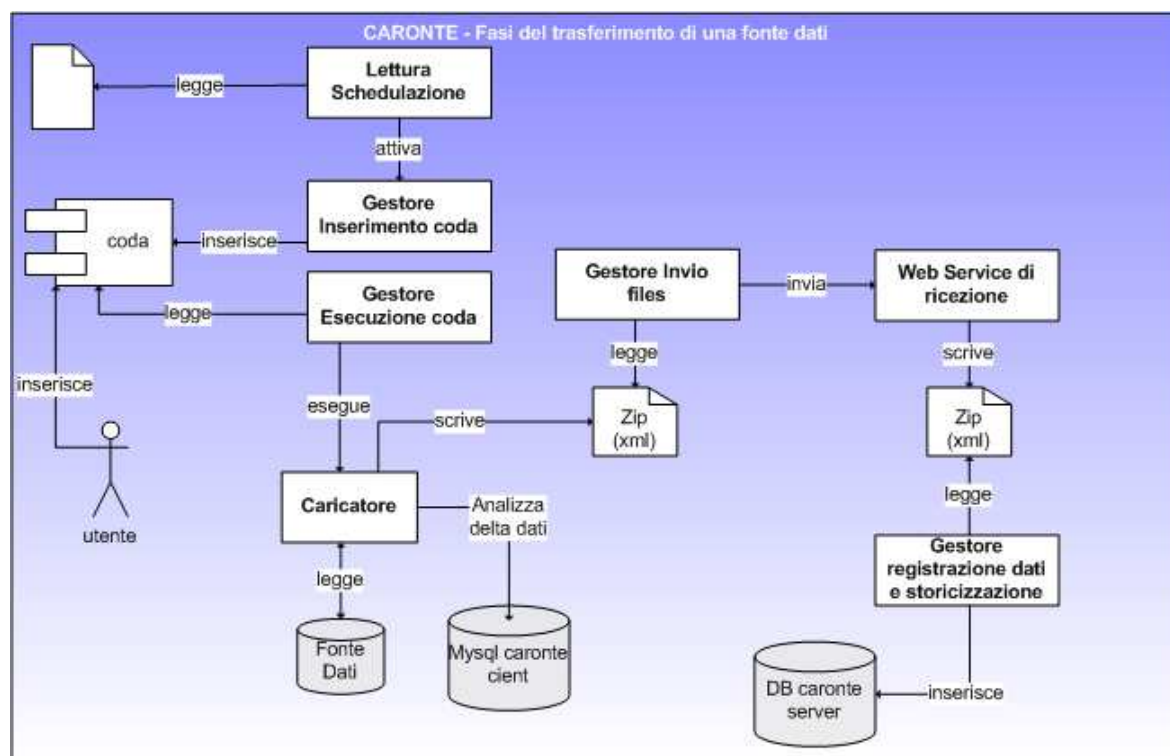 CARONTE - Fasi del trasferimento di una fonte dati
Lettura
Schedulazione
legge
attiva
Gestore
Inserimento coda
coda
inserisce
Gestore
Esecuzione coda
legge
Gestore Invio
files
invia
Web Service di
ricezione
legge
scrive
inserisce
esegue
scrive
Zip
(xml)
Zip
(xml)
utente
Caricatore
Analizza
delta dati
legge
legge
Gestore
registrazione dati
e storicizzazione
Fonte
Dati
Mysql caronte
cient
DB caronte
server
inserisce